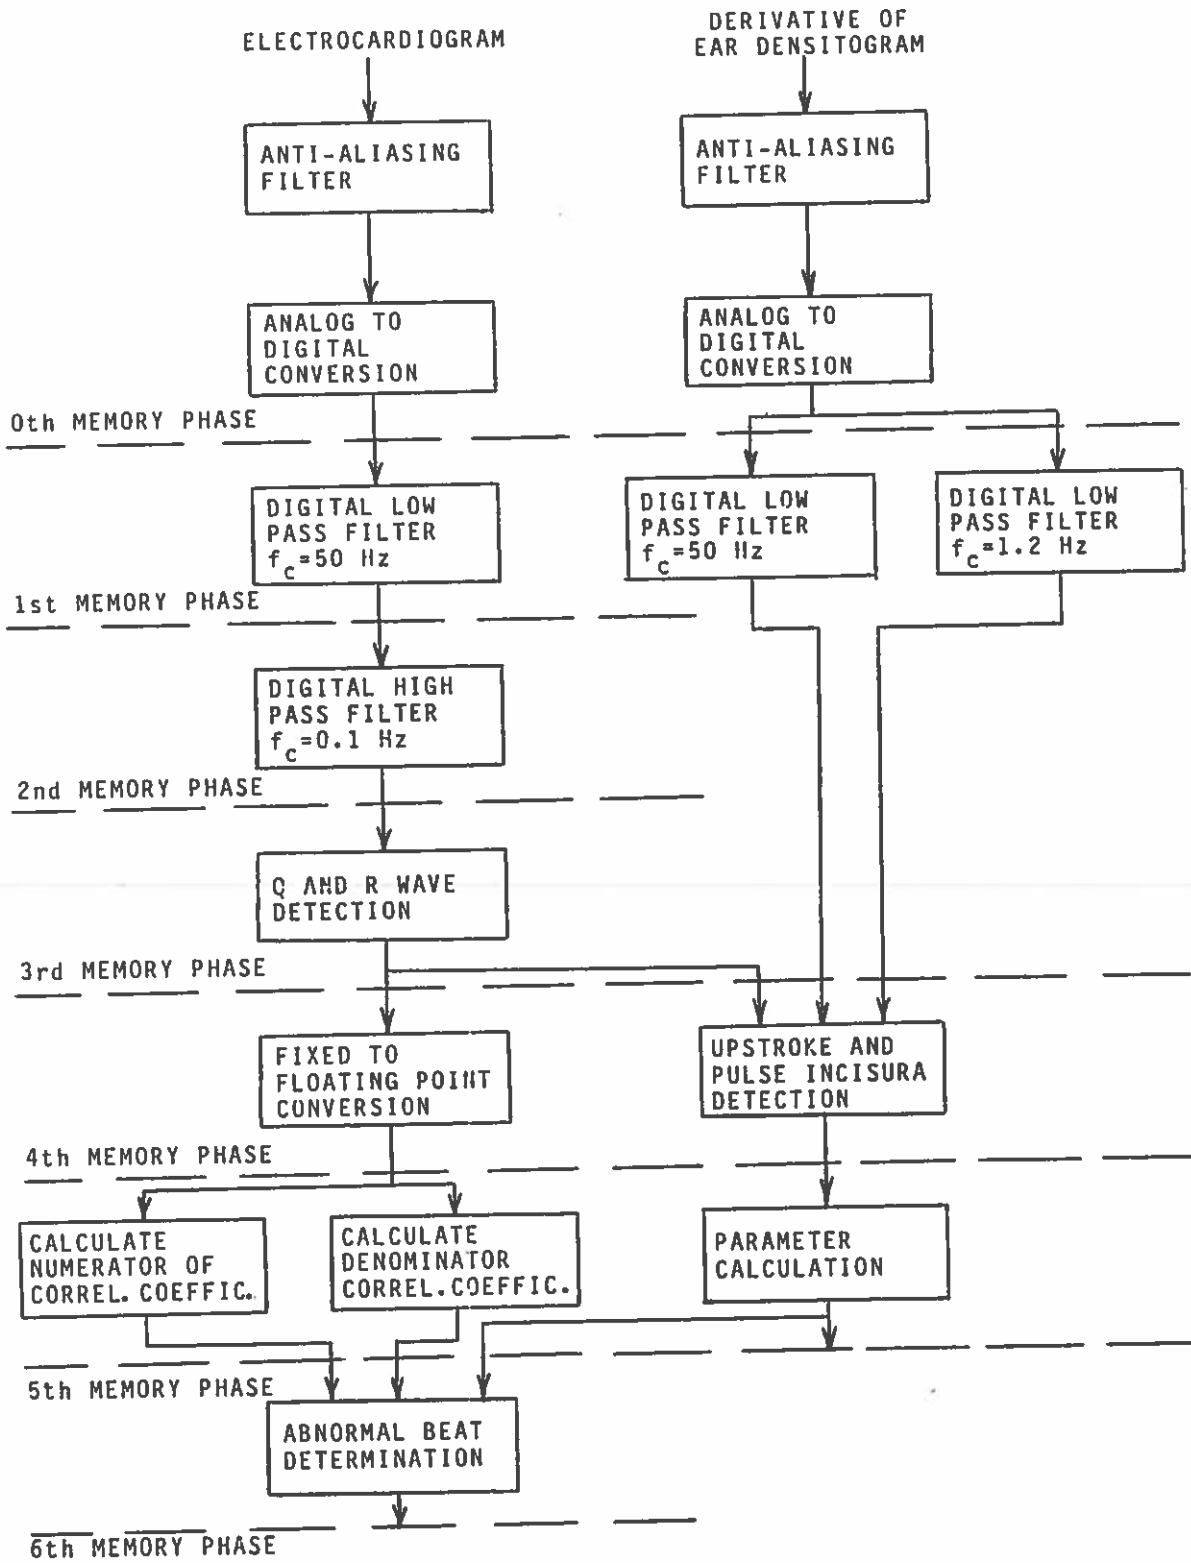 ELECTROCARDIOGRAM
DERIVATIVE OF
EAR DENSITOGRAM
ANTI-ALIASING
FILTER
ANTI-ALIASING
FILTER
ANALOG TO
DIGITAL
CONVERSION
ANALOG TO
DIGITAL
CONVERSION
0th MEMORY PHASE
DIGITAL LOW
PASS FILTER
fc=50 Hz
DIGITAL LOW
PASS FILTER
fc=50 Hz
DIGITAL LOW
PASS FILTER
fc=1.2 Hz
1st MEMORY PHASE
DIGITAL HIGH
PASS FILTER
fc=0.1 Hz
2nd MEMORY PHASE
Q AND R WAVE
DETECTION
3rd MEMORY PHASE
FIXED TO
FLOATING POINT
CONVERSION
UPSTROKE AND
PULSE INCISURA
DETECTION
4th MEMORY PHASE
CALCULATE
NUMERATOR OF
CORREL. COEFFIC.
CALCULATE
DENOMINATOR
CORREL.COEFFIC.
PARAMETER
CALCULATION
5th MEMORY PHASE
ABNORMAL BEAT
DETERMINATION
6th MEMORY PHASE